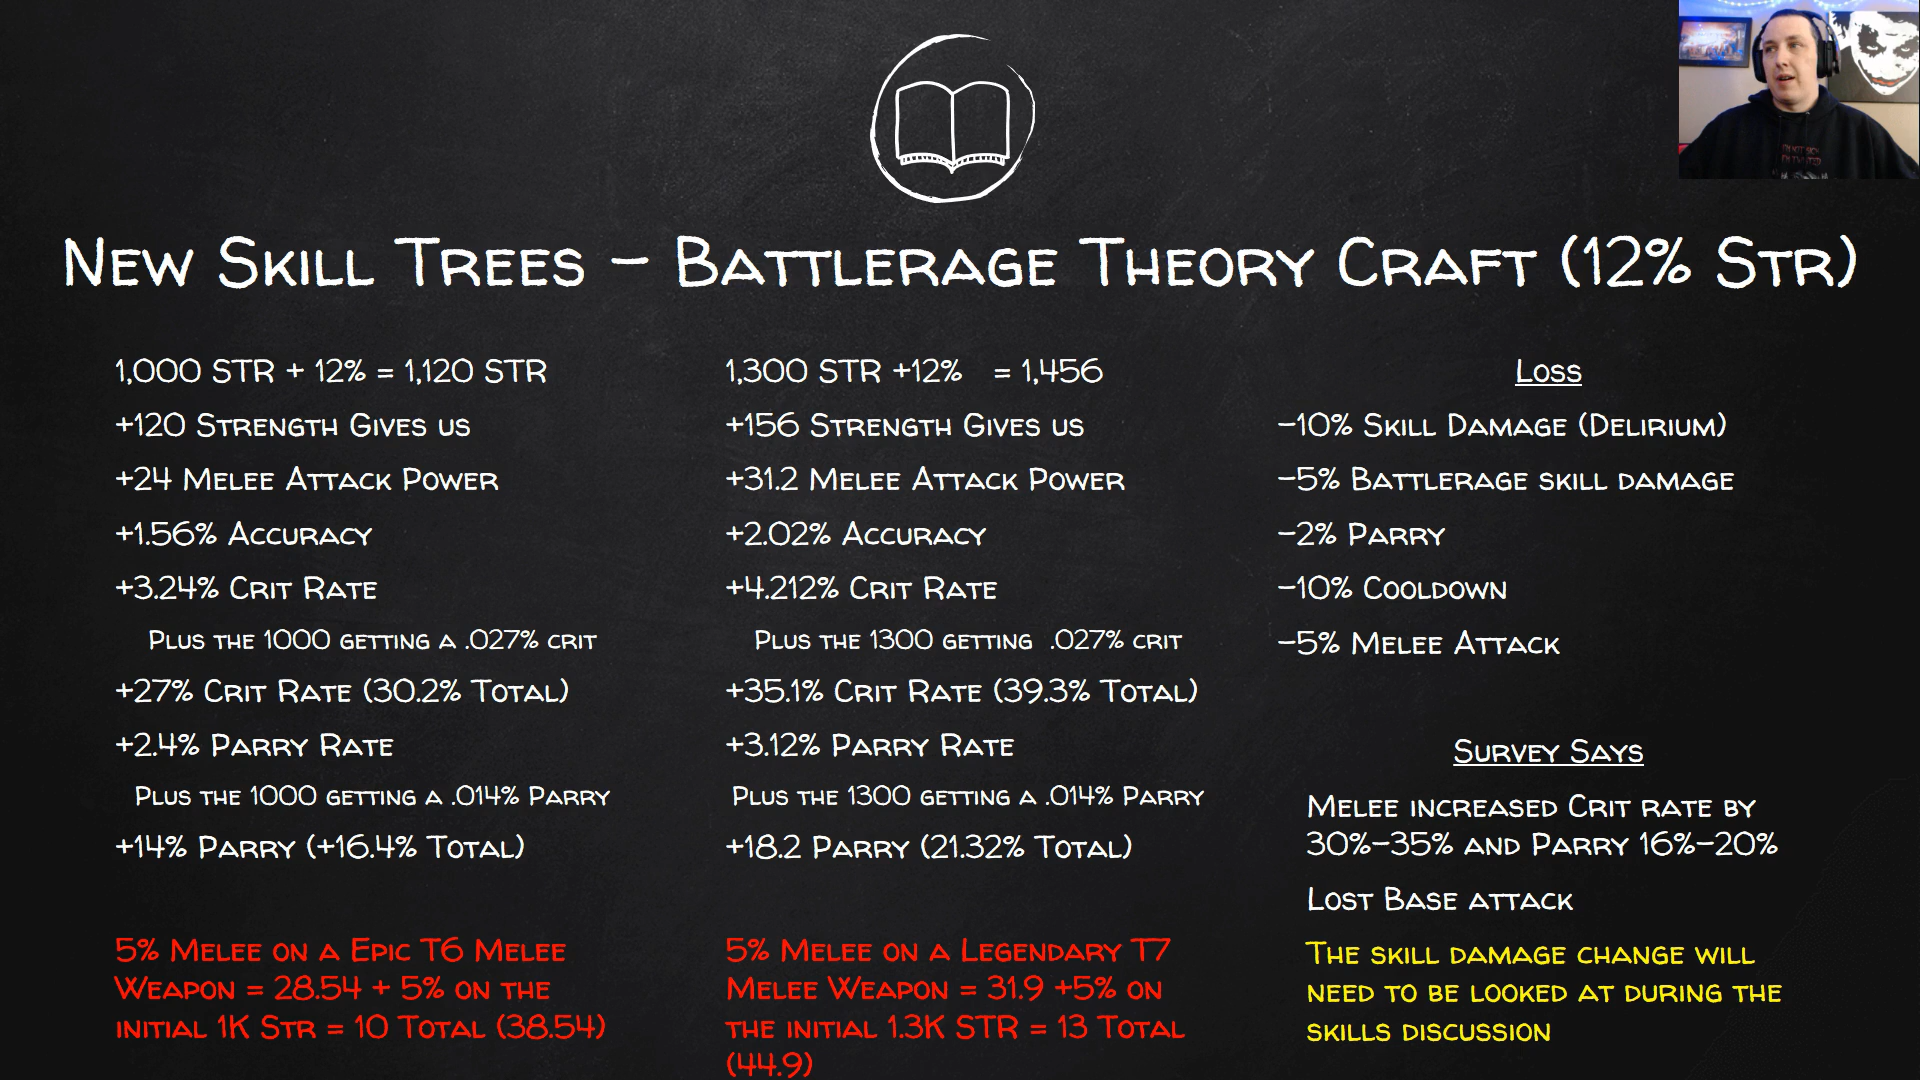 New Skill Trees – Battlerage Theory Craft (12% Str)
1,000 STR + 12% = 1,120 STR
+120 Strength Gives us
+24 Melee Attack Power
+1.56% Accuracy
+3.24% Crit Rate
Plus the 1000 getting a .027% crit
+27% Crit Rate (30.2% Total)
+2.4% Parry Rate
Plus the 1000 getting a .014% Parry
+14% Parry (+16.4% Total)
5% Melee on a Epic T6 Melee
Weapon = 28.54 + 5% on the
initial 1K Str = 10 Total (38.54)
1,300 STR +12% = 1,456
+156 Strength Gives us
+31.2 Melee Attack Power
+2.02% Accuracy
+4.212% Crit Rate
Plus the 1300 getting .027% crit
+35.1% Crit Rate (39.3% Total)
+3.12% Parry Rate
Plus the 1300 getting a .014% Parry
+18.2 Parry (21.32% Total)
5% Melee on a Legendary T7
Melee Weapon = 31.9 +5% on
the initial 1.3K STR = 13 Total
(44.9)
Loss
-10% Skill Damage (Delirium)
-5% Battlerage skill damage
-2% Parry
-10% Cooldown
-5% Melee Attack
Survey Says
Melee increased Crit rate by
30%-35% and Parry 16%-20%
Lost Base attack
The skill damage change will
need to be looked at during the
skills discussion